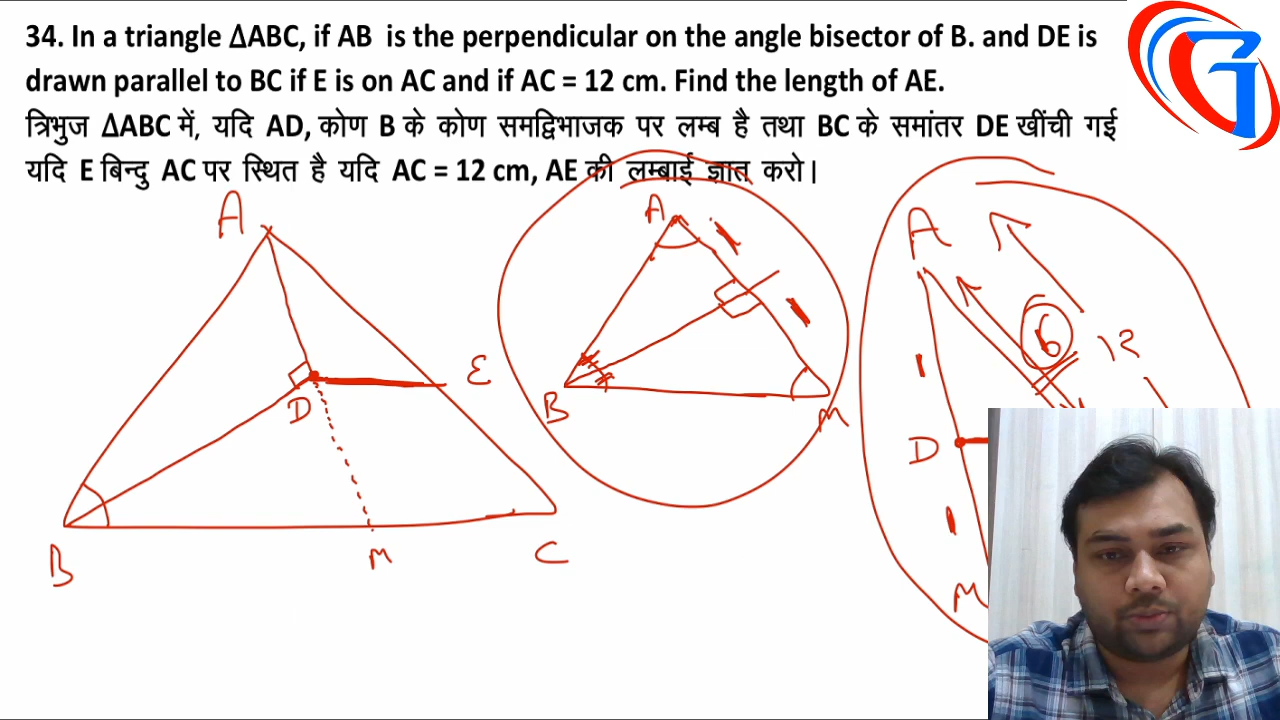 34. In a triangle ΔABC, if AB is the perpendicular on the angle bisector of B. and DE is
drawn parallel to BC if E is on AC and if AC = 12 cm. Find the length of AE.
त्रिभुज ΔABC में, यदि AD, कोण B के कोण समद्विभाजक पर लम्ब है तथा BC के समांतर DE खींची गई
यदि E बिन्दु AC पर स्थित है यदि AC = 12 cm, AE की लम्बाई ज्ञात करो।
A
D
E
B
M
C
A
B
M
A
6
12
D
M